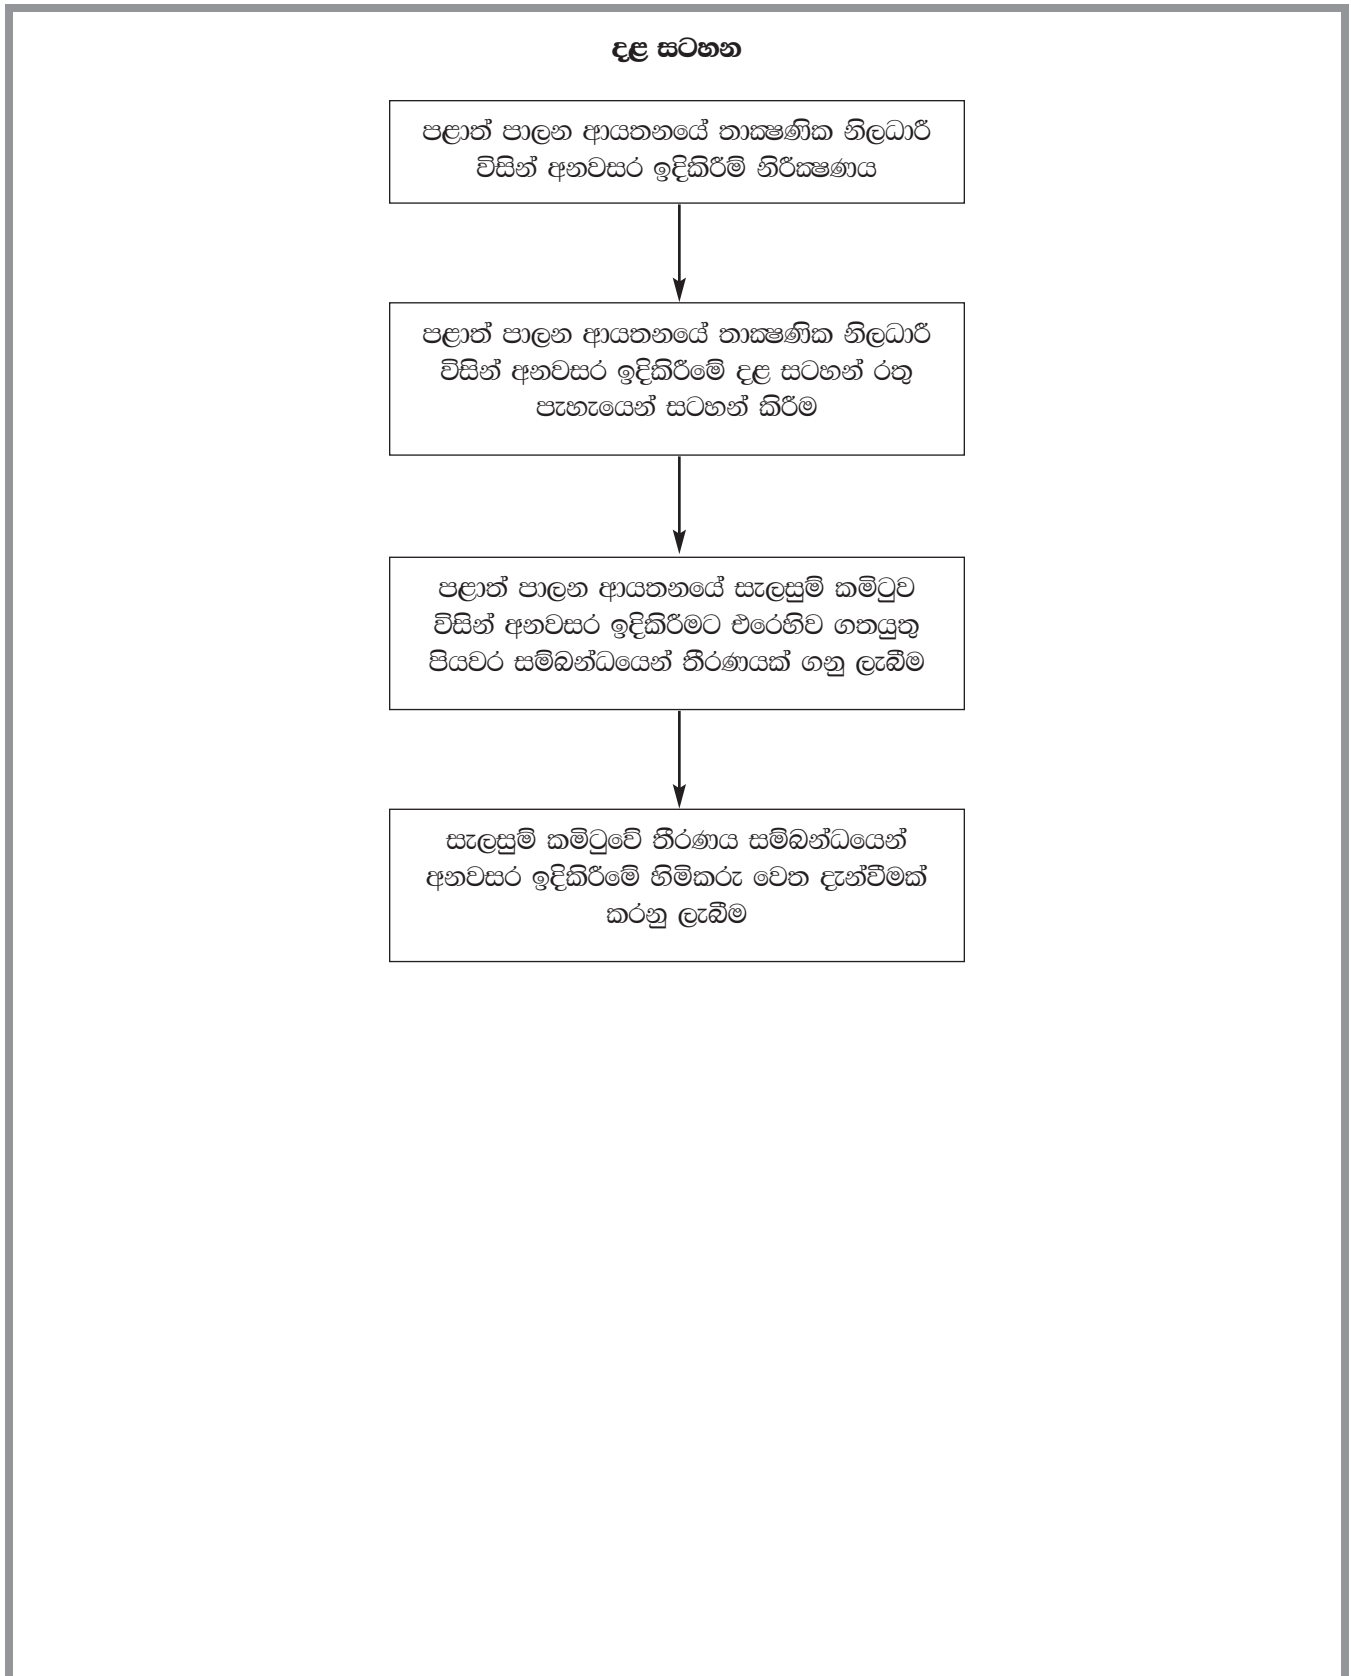 දළ සටහන
පළාත් පාලන ආයතනයේ තාක්‍ෂණික නිලධාරී
විසින් අනවසර ඉදිකිරීම් නිරීක්‍ෂණය
පළාත් පාලන ආයතනයේ තාක්‍ෂණික නිලධාරී
විසින් අනවසර ඉදිකිරීමේ දළ සටහන් රතු
පැහැයෙන් සටහන් කිරීම
පළාත් පාලන ආයතනයේ සැලසුම් කමිටුව
විසින් අනවසර ඉදිකිරීමට එරෙහිව ගතයුතු
පියවර සම්බන්ධයෙන් තීරණයක් ගනු ලැබීම
සැලසුම් කමිටුවේ තීරණය සම්බන්ධයෙන්
අනවසර ඉදිකිරීමේ හිමිකරු වෙත දැන්වීමක්
කරනු ලැබීම